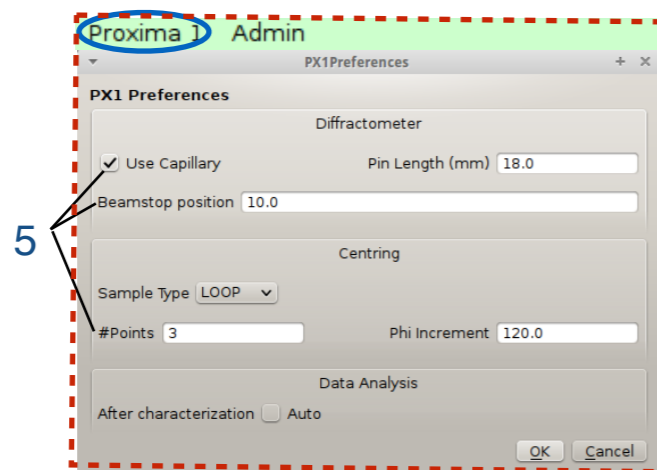 Proxima 1 Admin
PX1Preferences
PX1 Preferences
Diffractometer
Use Capillary Pin Length (mm) 18.0
Beamstop position 10.0
5
Centring
Sample Type LOOP
#Points 3 Phi Increment 120.0
Data Analysis
After characterization Auto
OK Cancel